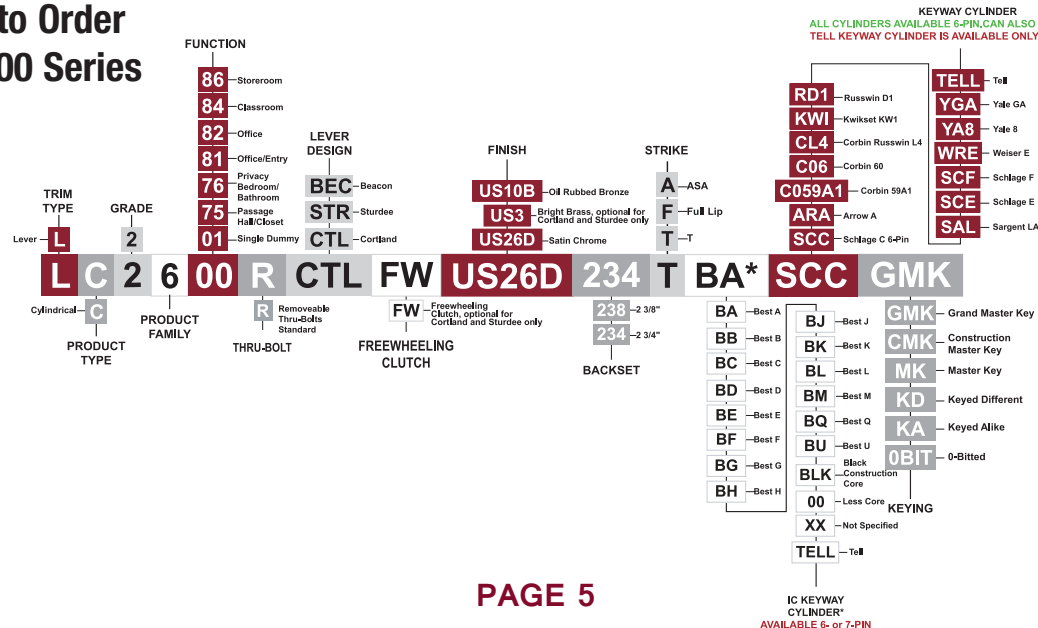 to Order
00 Series
KEYWAY CYLINDER
ALL CYLINDERS AVAILABLE 6-PIN.CAN ALSO
TELL KEYWAY CYLINDER IS AVAILABLE ONLY
FUNCTION
86 Storeroom
84 Classroom
82 Office
81 Office/Entry
76 Privacy Bedroom/ Bathroom
75 Passage Hall/Closet
01 Single Dummy
TRIM TYPE
Lever L
GRADE
2
LEVER DESIGN
BEC Beacon
STR Sturdee
CTL Cortland
FINISH
US10B Oil Rubbed Bronze
US3 Bright Brass, optional for Cortland and Sturdee only
US26D Satin Chrome
STRIKE
A ASA
F Full Lip
T T
RD1 Russwin D1
KWI Kwikset KW1
CL4 Corbin Russwin L4
C06 Corbin 60
C059A1 Corbin 59A1
ARA Arrow A
SCC Schlage C 6-Pin
TELL Tell
YGA Yale GA
YA8 Yale 8
WRE Weiser E
SCF Schlage F
SCE Schlage E
SAL Sargent LA
L C 2 6 00 R CTL FW US26D 234 T BA* SCC GMK
Cylindrical C
PRODUCT TYPE
PRODUCT FAMILY
R Removeable Thru-Bolts Standard
THRU-BOLT
FW Freewheeling Clutch, optional for Cortland and Sturdee only
FREEWHEELING CLUTCH
238 2 3/8"
234 2 3/4"
BACKSET
BA Best A
BB Best B
BC Best C
BD Best D
BE Best E
BF Best F
BG Best G
BH Best H
BJ Best J
BK Best K
BL Best L
BM Best M
BQ Best Q
BU Best U
BLK Black Construction Core
00 Less Core
XX Not Specified
TELL Tell
IC KEYWAY
CYLINDER*
AVAILABLE 6- or 7-PIN
GMK Grand Master Key
CMK Construction Master Key
MK Master Key
KD Keyed Different
KA Keyed Alike
0BIT 0-Bitted
KEYING
PAGE 5